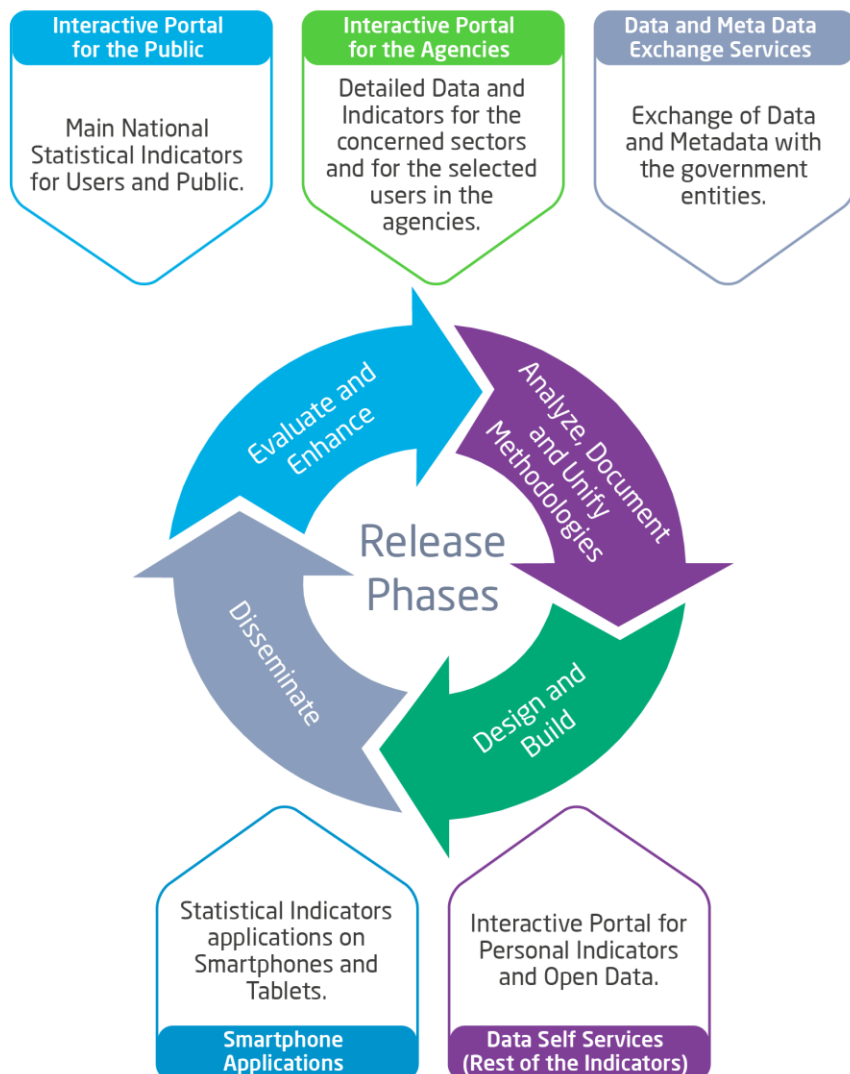 Interactive Portal
for the Public
Main National
Statistical Indicators
for Users and Public.
Interactive Portal
for the Agencies
Detailed Data and
Indicators for the
concerned sectors
and for the selected
users in the
agencies.
Data and Meta Data
Exchange Services
Exchange of Data
and Metadata with
the government
entities.
Evaluate and
Enhance
Analyze, Document
and Unify
Methodologies
Release
Phases
Disseminate
Design and
Build
Statistical Indicators
applications on
Smartphones and
Tablets.
Smartphone
Applications
Interactive Portal for
Personal Indicators
and Open Data.
Data Self Services
(Rest of the Indicators)